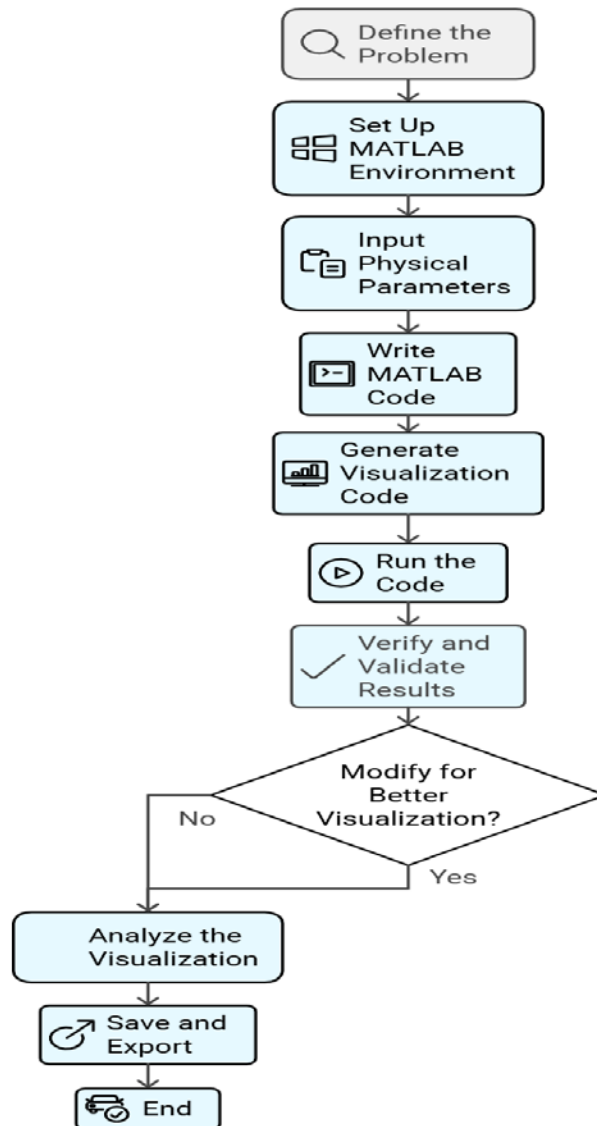 Define the
Problem
Set Up
MATLAB
Environment
Input
Physical
Parameters
Write
MATLAB
Code
Generate
Visualization
Code
Run the
Code
Verify and
Validate
Results
Modify for
Better
Visualization?
No
Yes
Analyze the
Visualization
Save and
Export
End